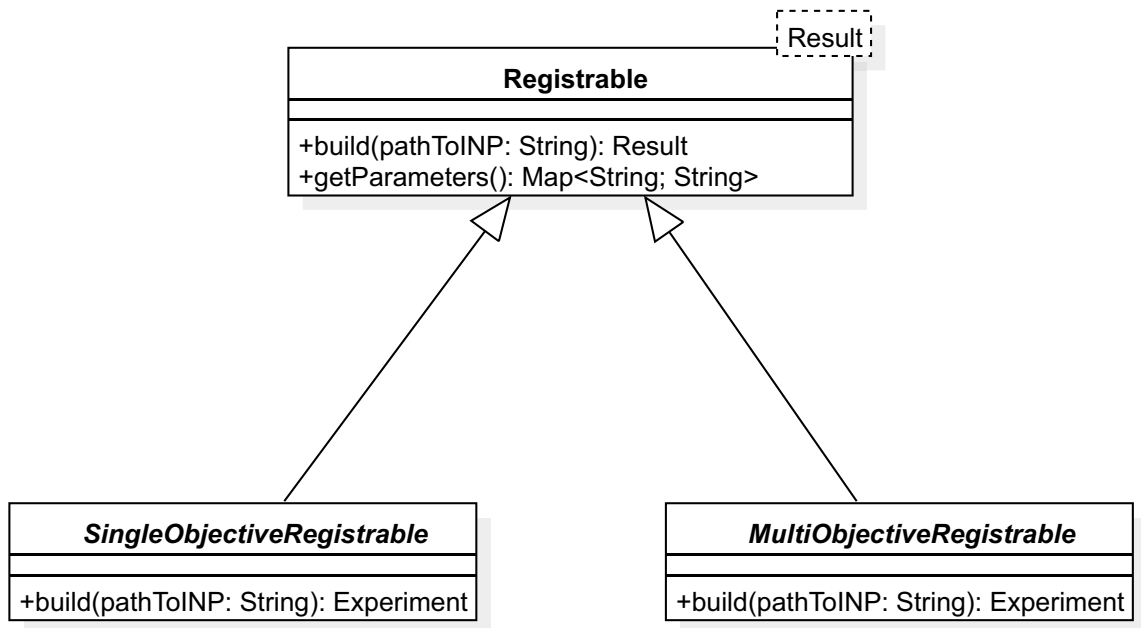 Result
Registrable
+build(pathToINP: String): Result
+getParameters(): Map<String; String>
SingleObjectiveRegistrable
+build(pathToINP: String): Experiment
MultiObjectiveRegistrable
+build(pathToINP: String): Experiment